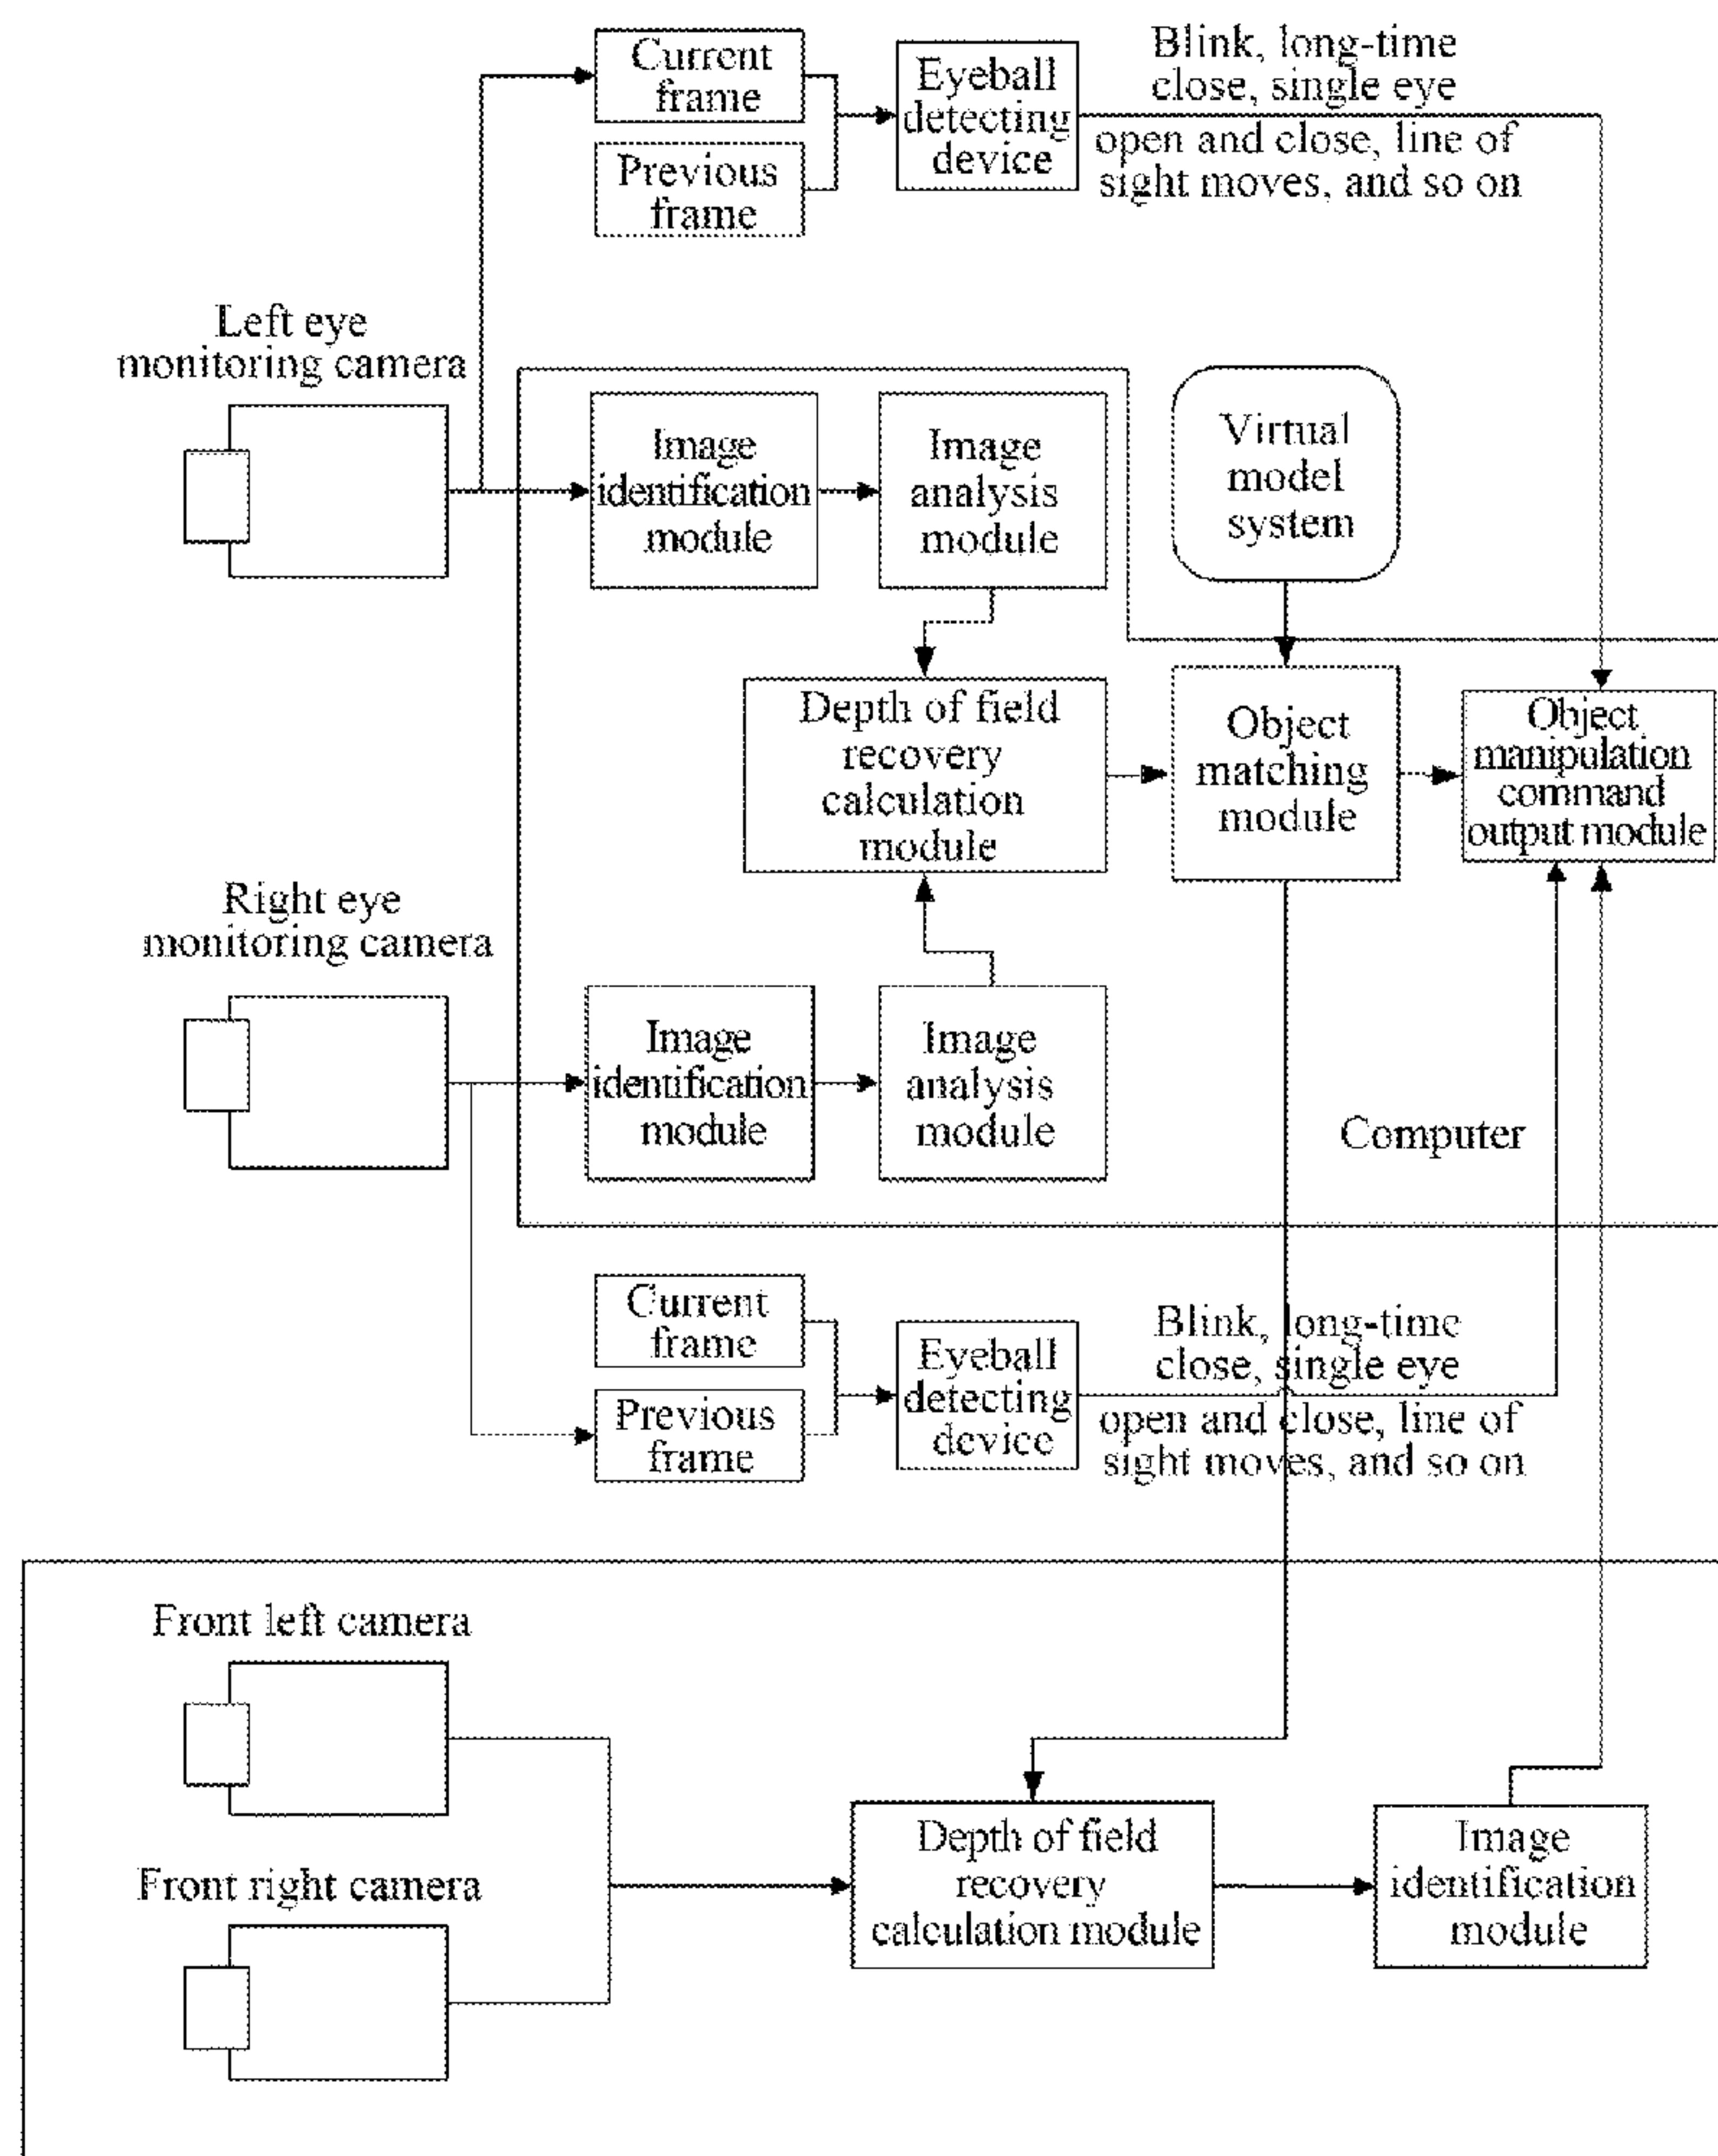 Current
frame
Previous
frame
Eyeball
detecting
device
Blink, long-time
close, single eye
open and close, line of
sight moves, and so on
Left eye
monitoring camera
Image
identification
module
Image
analysis
module
Virtual
model
system
Depth of field
recovery
calculation
module
Object
matching
module
Object
manipulation
command
output module
Right eye
monitoring camera
Image
identification
module
Image
analysis
module
Computer
Current
frame
Previous
frame
Eyeball
detecting
device
Blink, long-time
close, single eye
open and close, line of
sight moves, and so on
Front left camera
Front right camera
Depth of field
recovery
calculation module
Image
identification
module